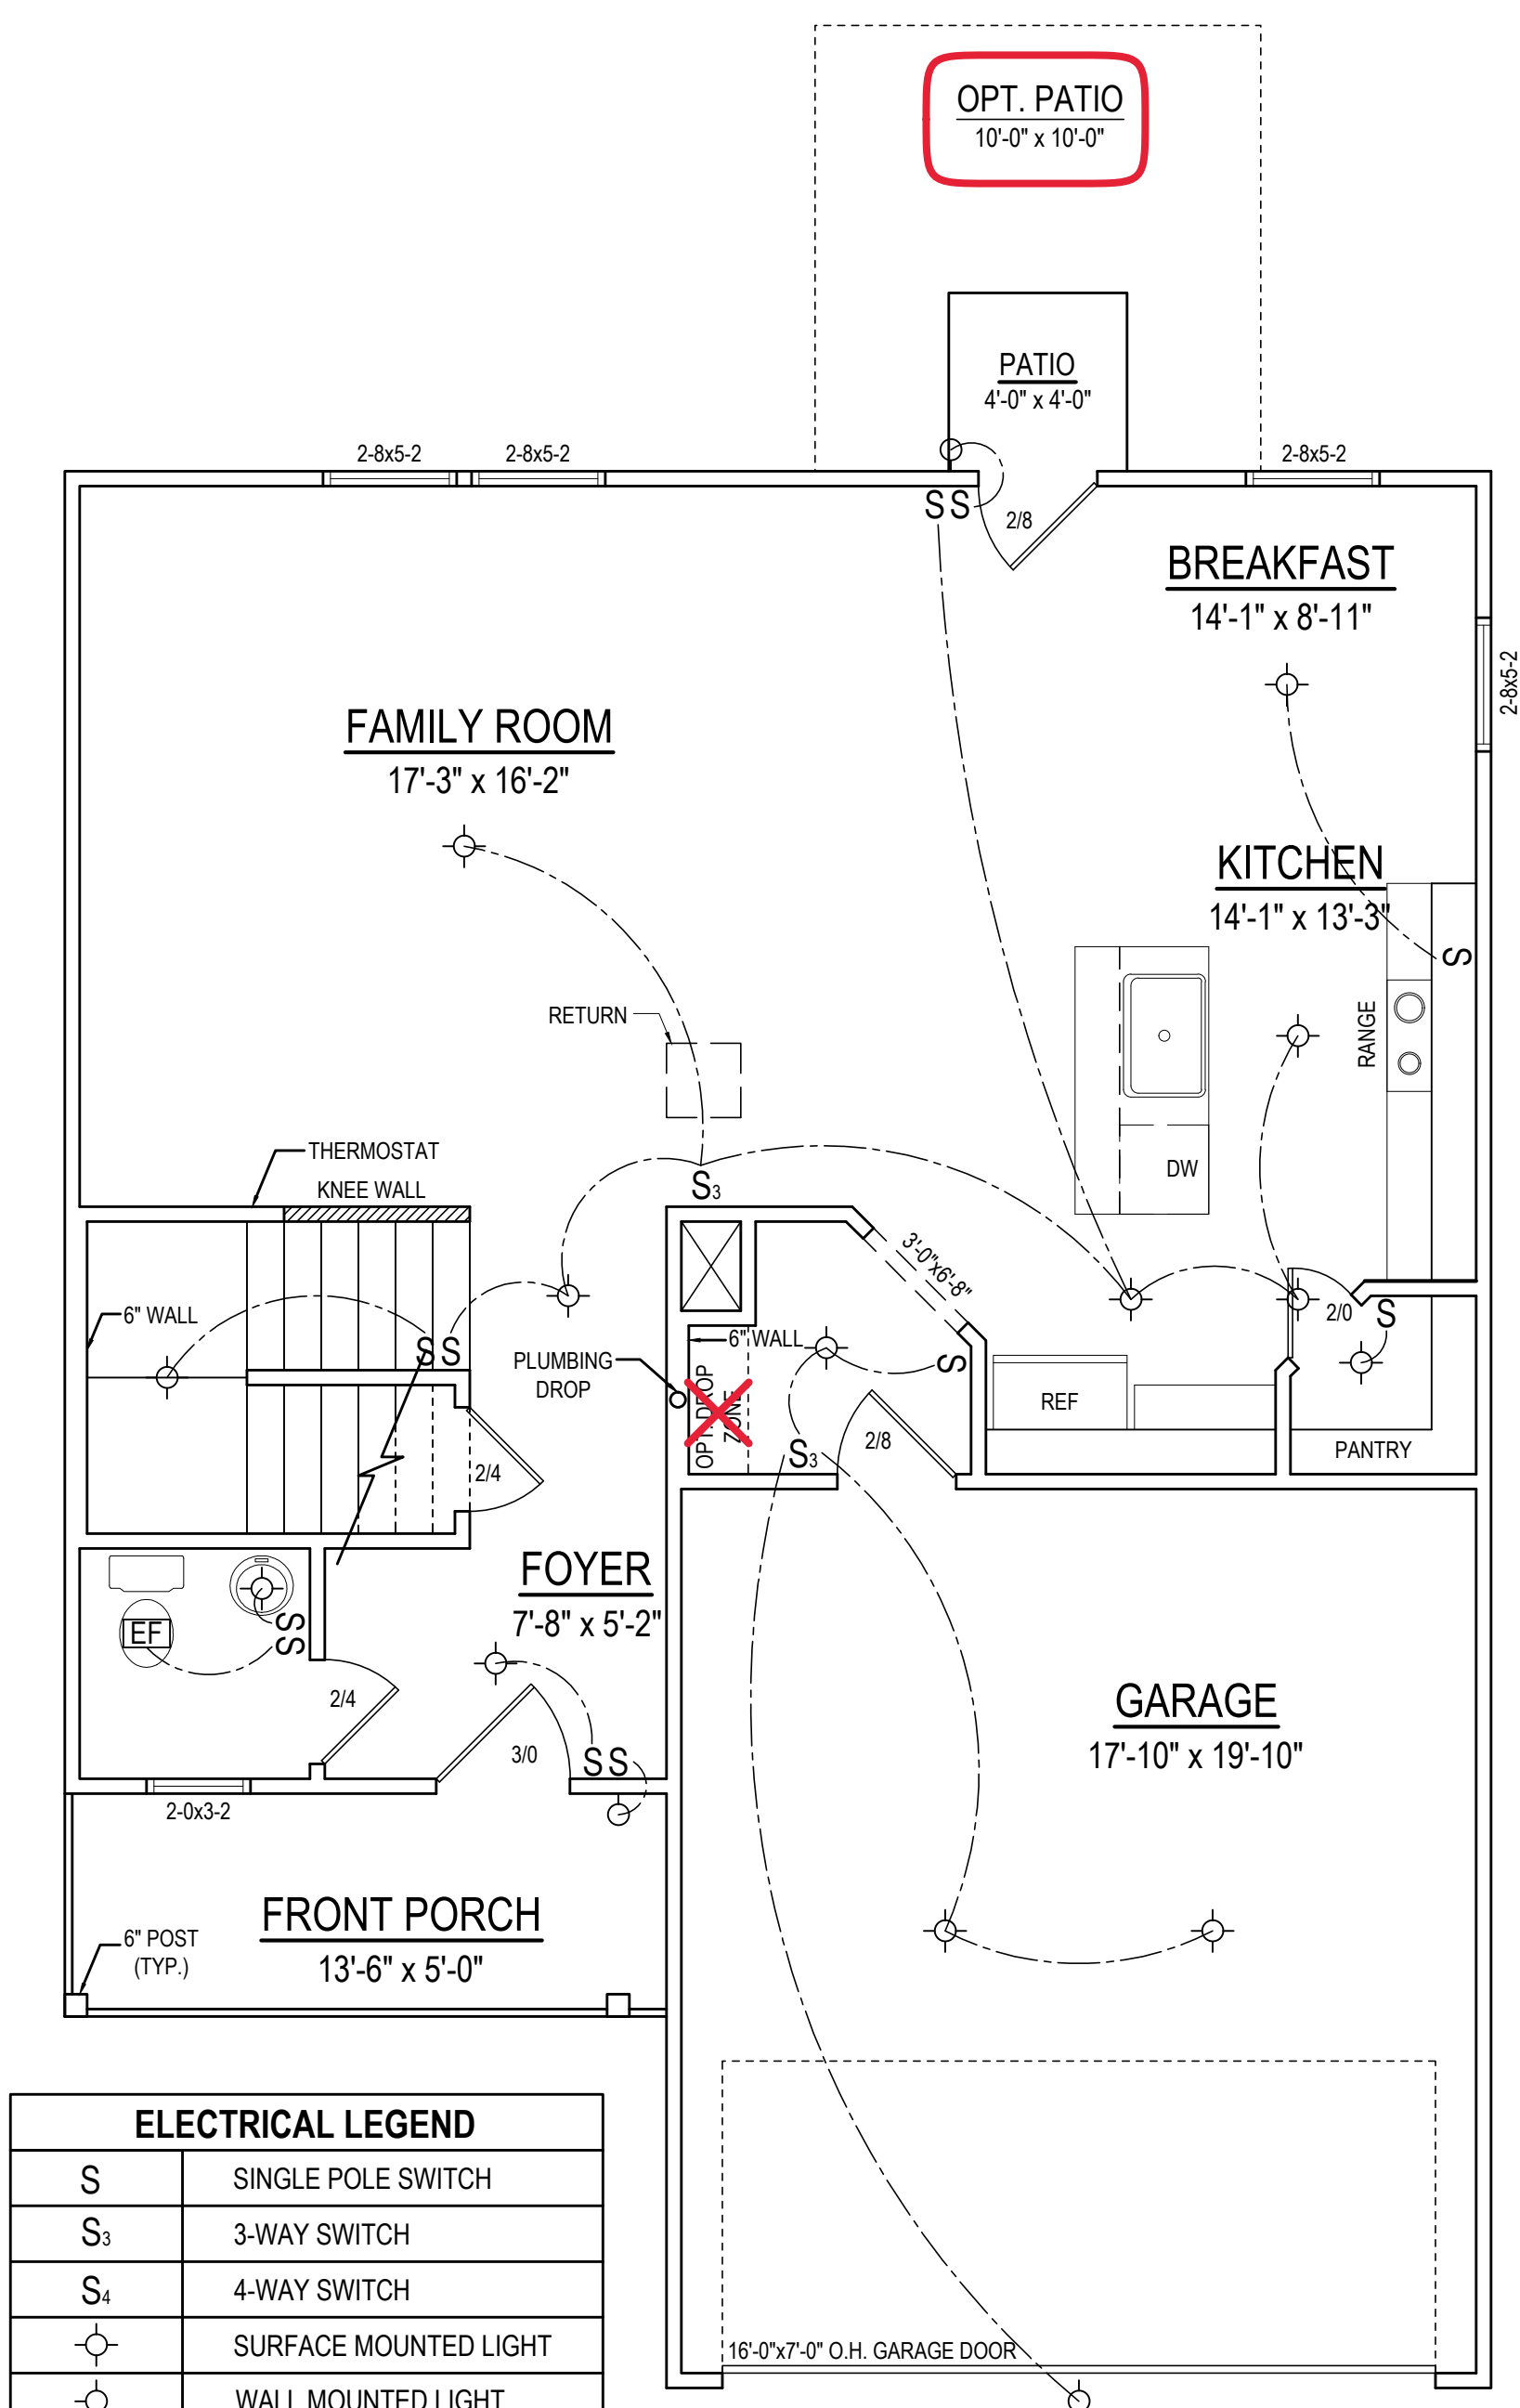 OPT. PATIO
10'-0" x 10'-0"
PATIO
4'-0" x 4'-0"
2-8x5-2
2-8x5-2
2-8x5-2
SS
2/8
BREAKFAST
14'-1" x 8'-11"
2-8x5-2
FAMILY ROOM
17'-3" x 16'-2"
KITCHEN
14'-1" x 13'-3"
S
RETURN
RANGE
THERMOSTAT
KNEE WALL
DW
S3
3'-0"x6'-8"
6" WALL
SS
PLUMBING
DROP
6" WALL
OPT. DROP
ZONE
S
2/0
S
REF
2/8
S3
PANTRY
2/4
FOYER
7'-8" x 5'-2"
EF
S
S
2/4
3/0
SS
GARAGE
17'-10" x 19'-10"
2-0x3-2
FRONT PORCH
13'-6" x 5'-0"
6" POST
(TYP.)
ELECTRICAL LEGEND
S SINGLE POLE SWITCH
S3 3-WAY SWITCH
S4 4-WAY SWITCH
SURFACE MOUNTED LIGHT
WALL MOUNTED LIGHT
16'-0"x7'-0" O.H. GARAGE DOOR